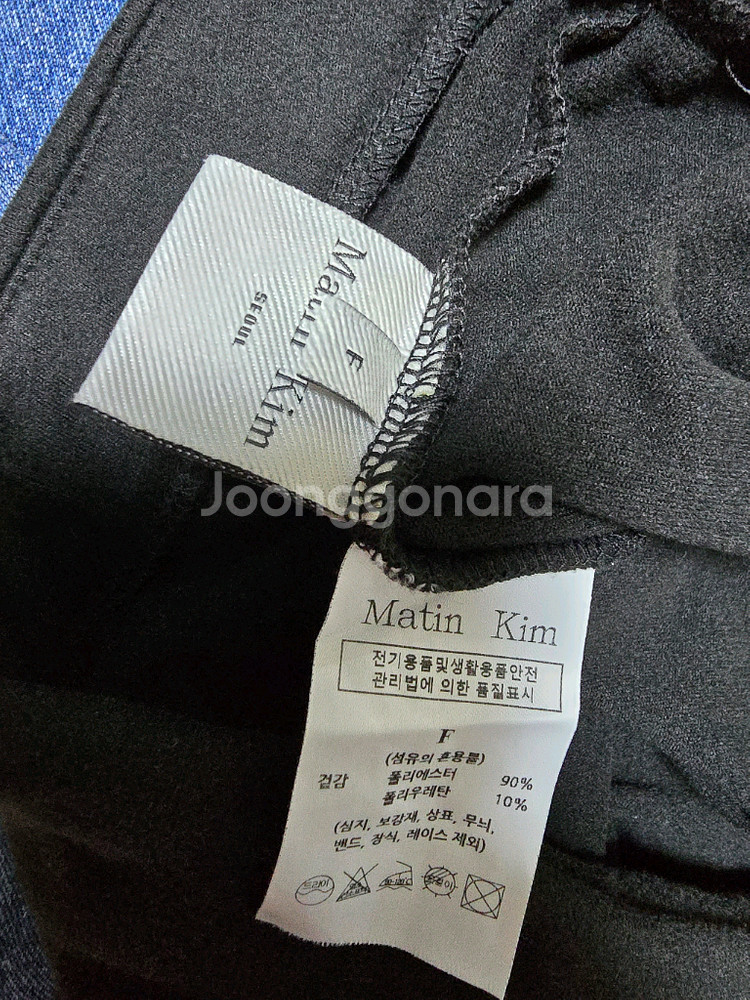 Matin Kim
SEOUL
F
Joonggonara
Matin Kim
전기용품및생활용품안전
관리법에 의한 품질표시
F
(섬유의 혼용률)
겉감 폴리에스터 90%
폴리우레탄 10%
(심지, 보강재, 상표, 무늬,
밴드, 장식, 레이스 제외)
드라이